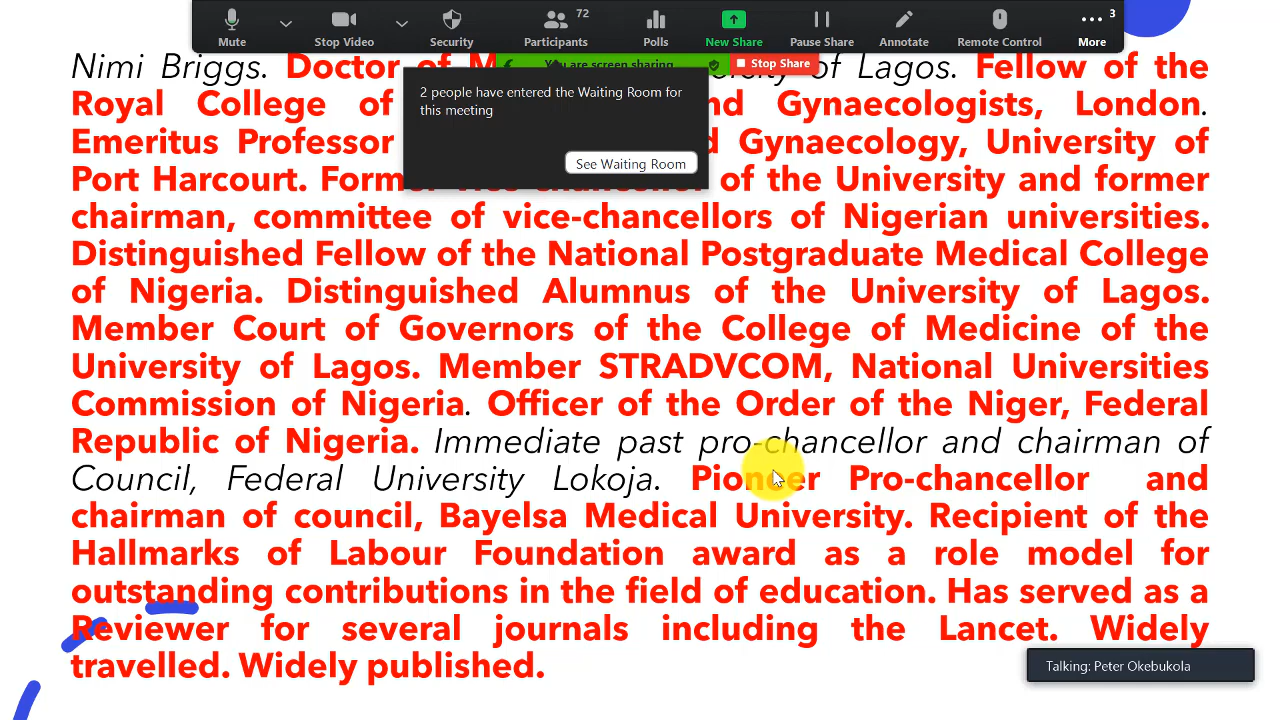 72
3
Mute
Stop Video
Security
Participants
Polls
New Share
Pause Share
Annotate
Remote Control
More
You are screen sharing
Stop Share
2 people have entered the Waiting Room for
this meeting
See Waiting Room
Nimi Briggs. Doctor of of Lagos. Fellow of the
Royal College of Gynaecologists, London.
Emeritus Professor Gynaecology, University of
Port Harcourt. Former vice-chancellor of the University and former
chairman, committee of vice-chancellors of Nigerian universities.
Distinguished Fellow of the National Postgraduate Medical College
of Nigeria. Distinguished Alumnus of the University of Lagos.
Member Court of Governors of the College of Medicine of the
University of Lagos. Member STRADVCOM, National Universities
Commission of Nigeria. Officer of the Order of the Niger, Federal
Republic of Nigeria. Immediate past pro-chancellor and chairman of
Council, Federal University Lokoja. Pioneer Pro-chancellor and
chairman of council, Bayelsa Medical University. Recipient of the
Hallmarks of Labour Foundation award as a role model for
outstanding contributions in the field of education. Has served as a
Reviewer for several journals including the Lancet. Widely
travelled. Widely published.
Talking: Peter Okebukola